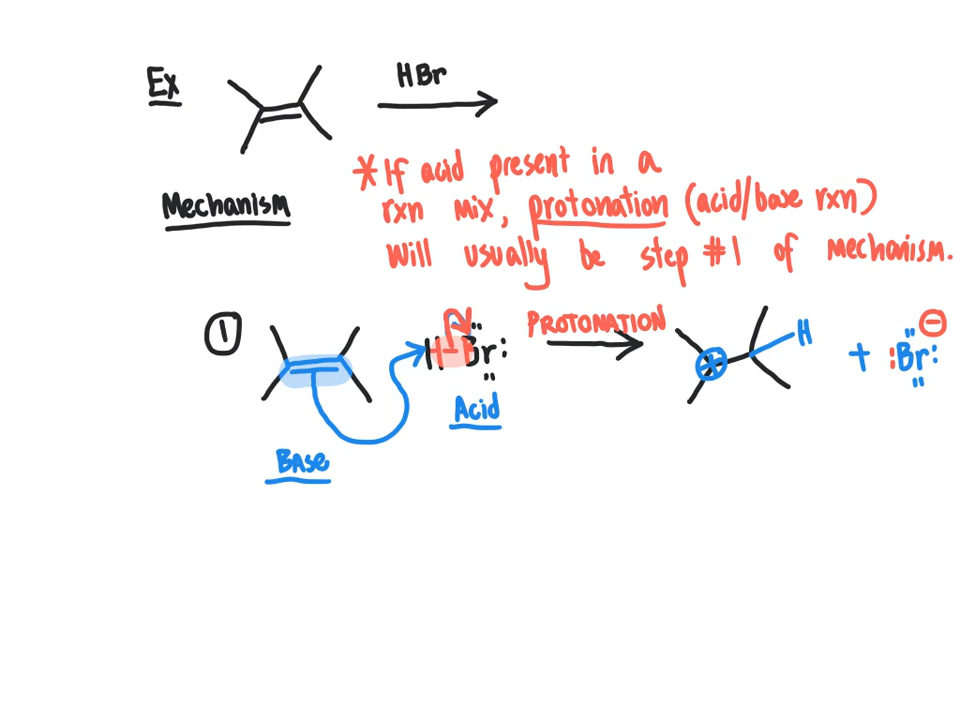 Ex
HBr
*If acid present in a
Mechanism
rxn mix, protonation (acid/base rxn)
will usually be step #1 of mechanism.
① H-Br: PROTONATION ⊕ H + :Br: ⊖
Acid
Base